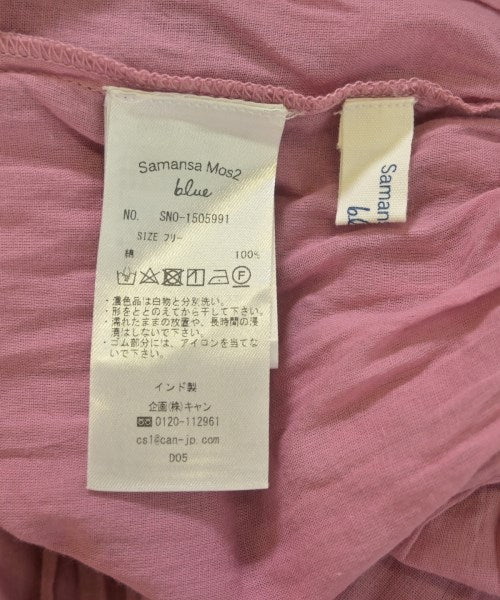 Samansa Mos2
blue
NO. SNO-1505991
SIZE フリー
綿 100%
・濃色品は白物と分別洗い。
・形をととのえてから干して下さい。
・濡れたままの放置や、長時間の浸
漬はしないで下さい。
・ゴム部分には、アイロンを当てな
いで下さい。
インド製
企画(株)キャン
0120-112961
cs1@can-jp.com
D05
Samansa
bl